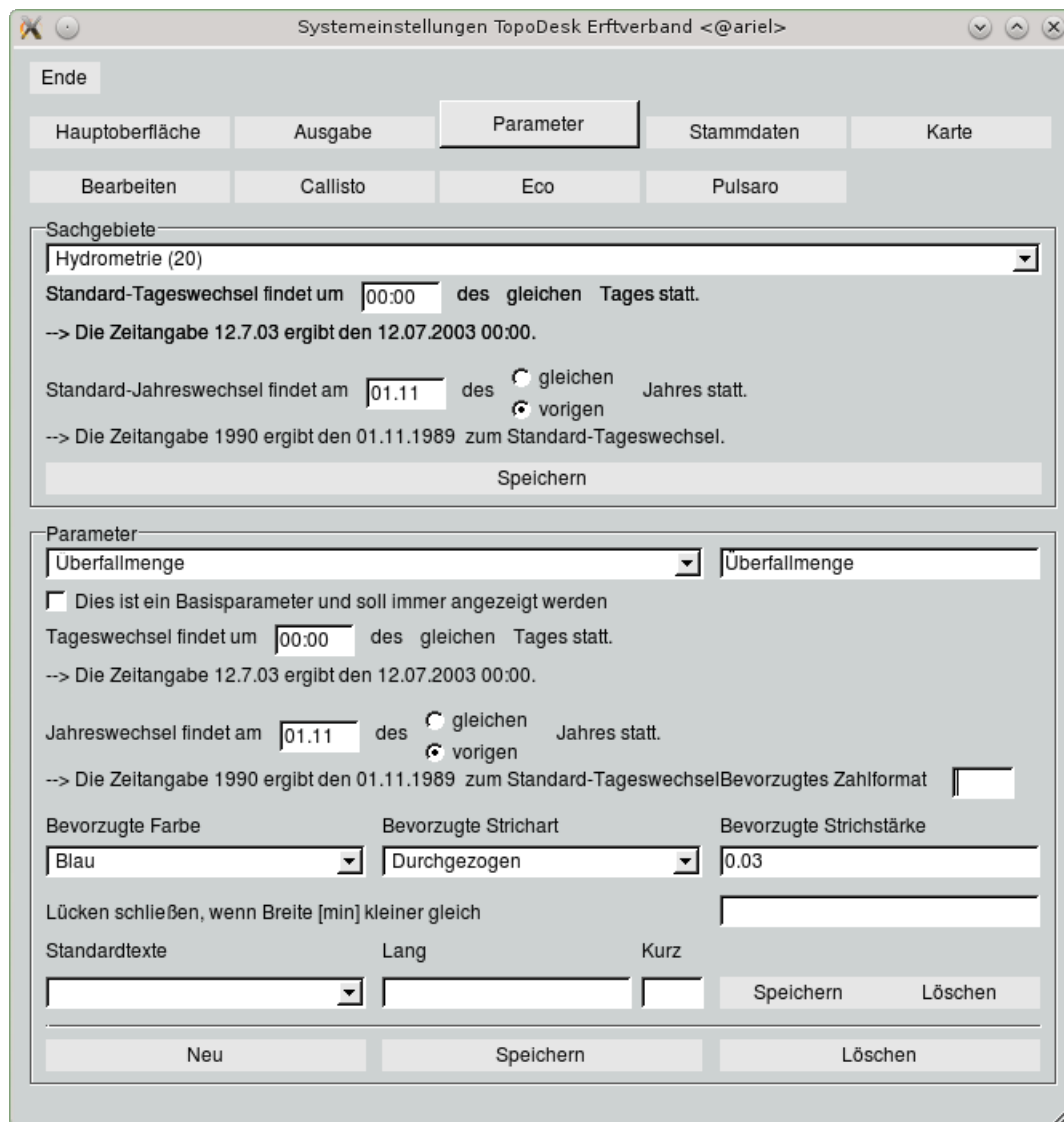 Systemeinstellungen TopoDesk Erftverband <@ariel>
Ende
Hauptoberfläche Ausgabe Parameter Stammdaten Karte
Bearbeiten Callisto Eco Pulsaro
Sachgebiete
Hydrometrie (20)
Standard-Tageswechsel findet um 00:00 des gleichen Tages statt.
--> Die Zeitangabe 12.7.03 ergibt den 12.07.2003 00:00.
gleichen
Standard-Jahreswechsel findet am 01.11 des Jahres statt.
vorigen
--> Die Zeitangabe 1990 ergibt den 01.11.1989 zum Standard-Tageswechsel.
Speichern
Parameter
Überfallmenge Überfallmenge
Dies ist ein Basisparameter und soll immer angezeigt werden
Tageswechsel findet um 00:00 des gleichen Tages statt.
--> Die Zeitangabe 12.7.03 ergibt den 12.07.2003 00:00.
gleichen
Jahreswechsel findet am 01.11 des Jahres statt.
vorigen
--> Die Zeitangabe 1990 ergibt den 01.11.1989 zum Standard-TageswechselBevorzugtes Zahlformat
Bevorzugte Farbe Bevorzugte Strichart Bevorzugte Strichstärke
Blau Durchgezogen 0.03
Lücken schließen, wenn Breite [min] kleiner gleich
Standardtexte Lang Kurz
Speichern Löschen
Neu Speichern Löschen